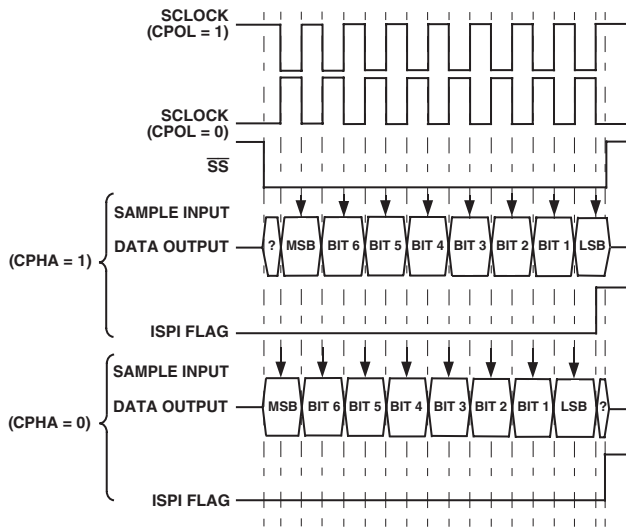 SCLOCK
(CPOL = 1)
SCLOCK
(CPOL = 0)
SS
(CPHA = 1)
SAMPLE INPUT
DATA OUTPUT
? MSB BIT 6 BIT 5 BIT 4 BIT 3 BIT 2 BIT 1 LSB
ISPI FLAG
(CPHA = 0)
SAMPLE INPUT
DATA OUTPUT
MSB BIT 6 BIT 5 BIT 4 BIT 3 BIT 2 BIT 1 LSB ?
ISPI FLAG